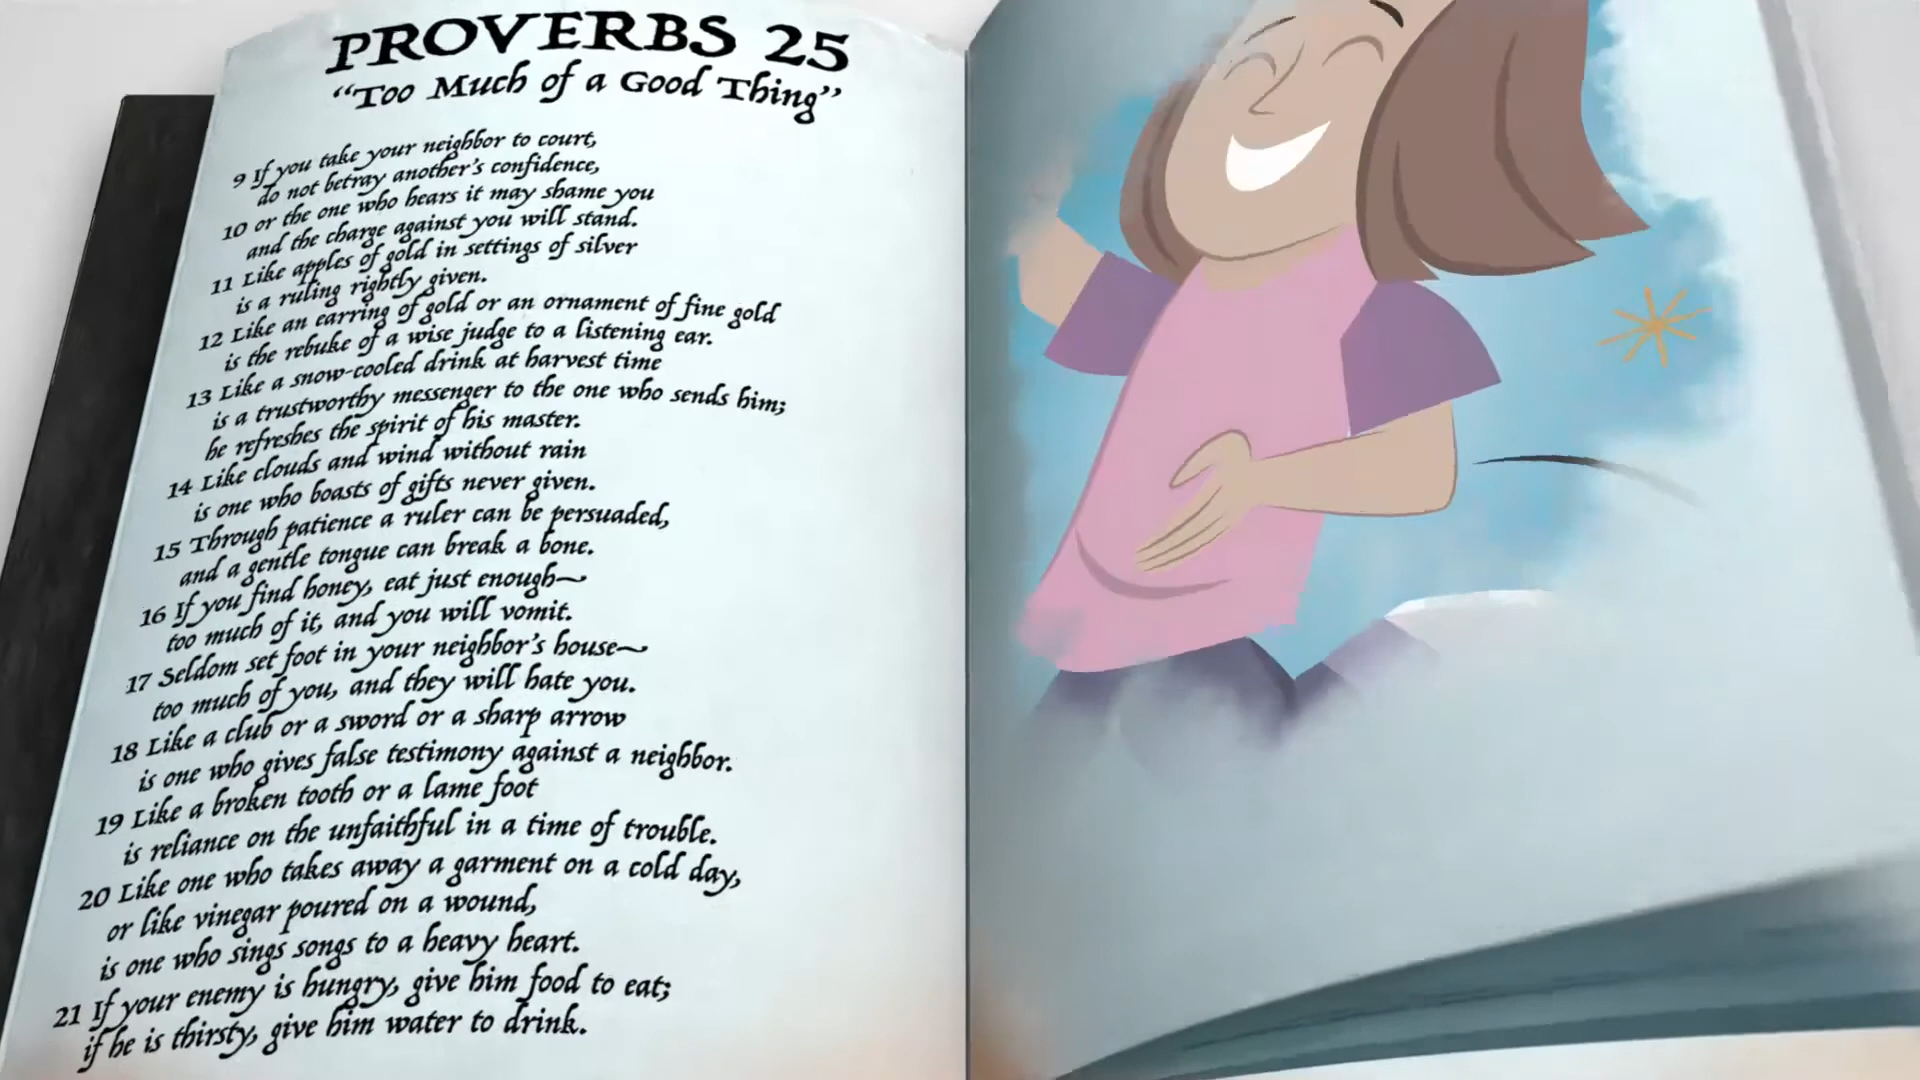 PROVERBS 25
“Too Much of a Good Thing”
9 If you take your neighbor to court,
do not betray another's confidence,
10 or the one who hears it may shame you
and the charge against you will stand.
11 Like apples of gold in settings of silver
is a ruling rightly given.
12 Like an earring of gold or an ornament of fine gold
is the rebuke of a wise judge to a listening ear.
13 Like a snow-cooled drink at harvest time
is a trustworthy messenger to the one who sends him;
he refreshes the spirit of his master.
14 Like clouds and wind without rain
is one who boasts of gifts never given.
15 Through patience a ruler can be persuaded,
and a gentle tongue can break a bone.
16 If you find honey, eat just enough—
too much of it, and you will vomit.
17 Seldom set foot in your neighbor's house—
too much of you, and they will hate you.
18 Like a club or a sword or a sharp arrow
is one who gives false testimony against a neighbor.
19 Like a broken tooth or a lame foot
is reliance on the unfaithful in a time of trouble.
20 Like one who takes away a garment on a cold day,
or like vinegar poured on a wound,
is one who sings songs to a heavy heart.
21 If your enemy is hungry, give him food to eat;
if he is thirsty, give him water to drink.